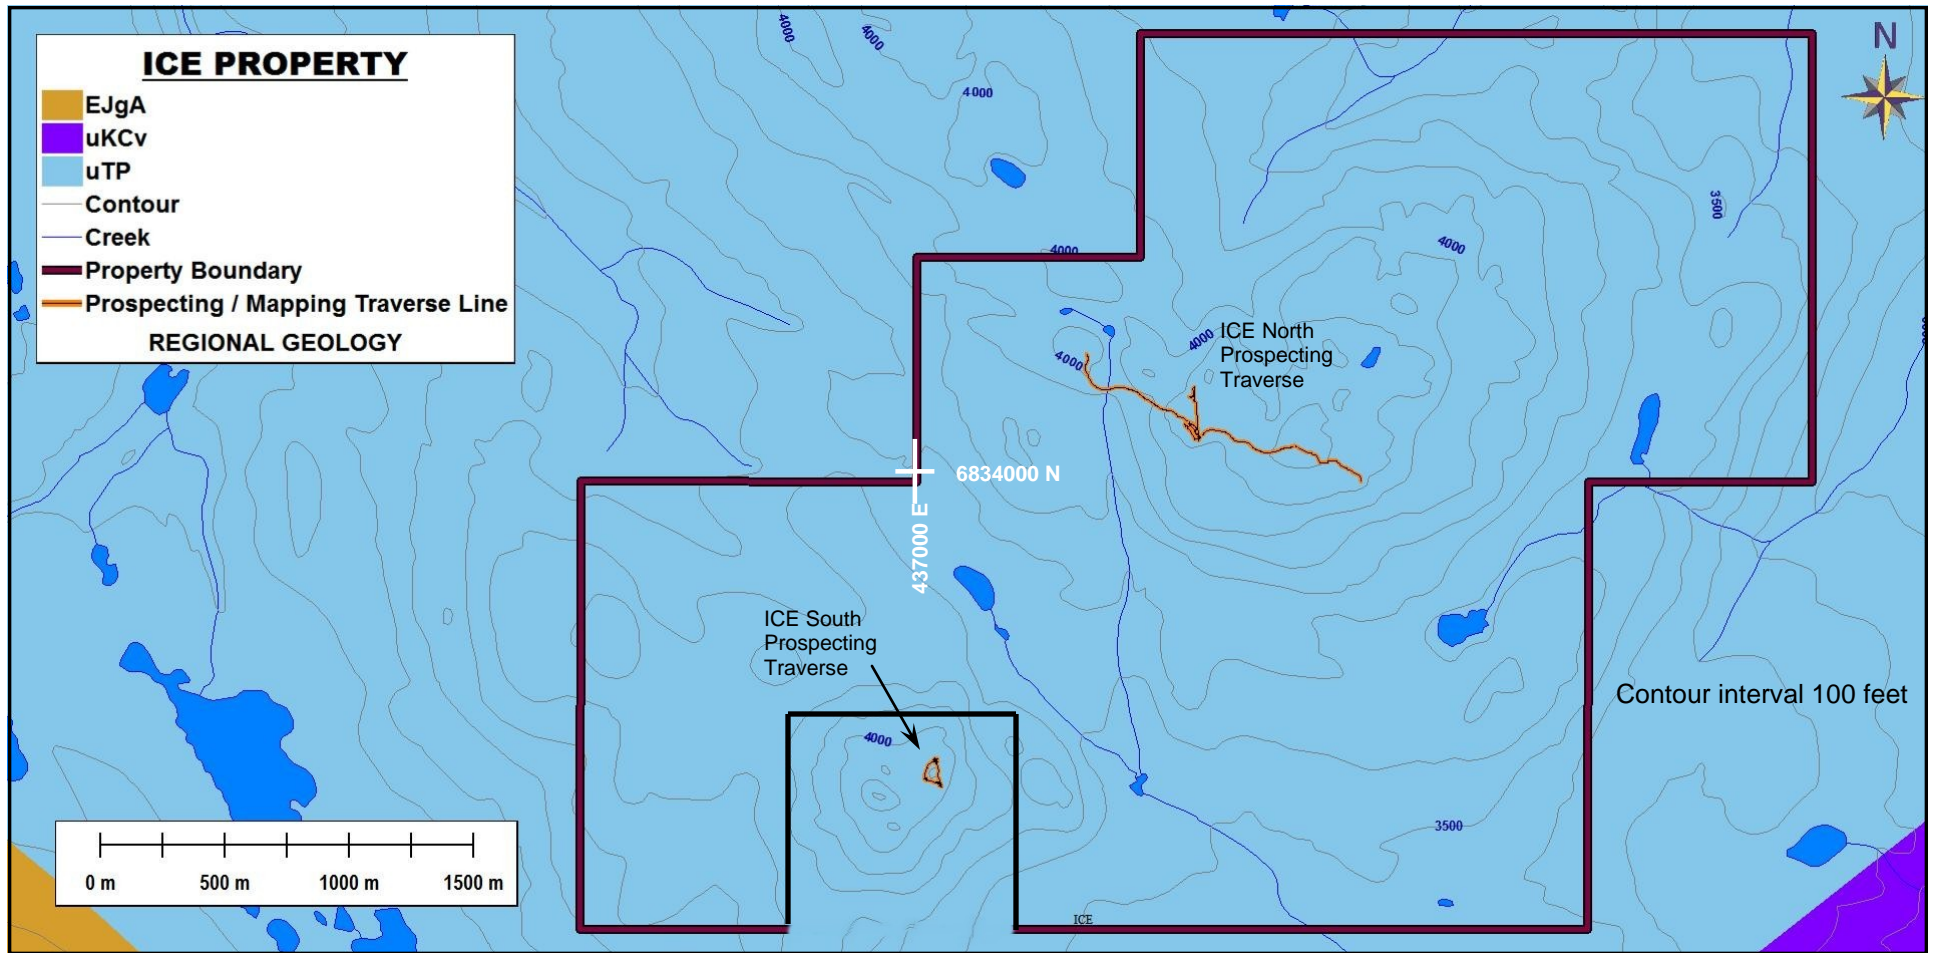 ICE PROPERTY
EJgA
uKCv
uTP
Contour
Creek
Property Boundary
Prospecting / Mapping Traverse Line
REGIONAL GEOLOGY
N
4000
4000
4000
4000
4000
3500
4000
4000
ICE North
Prospecting
Traverse
6834000 N
437000 E
ICE South
Prospecting
Traverse
4000
Contour interval 100 feet
3500
0 m
500 m
1000 m
1500 m
ICE